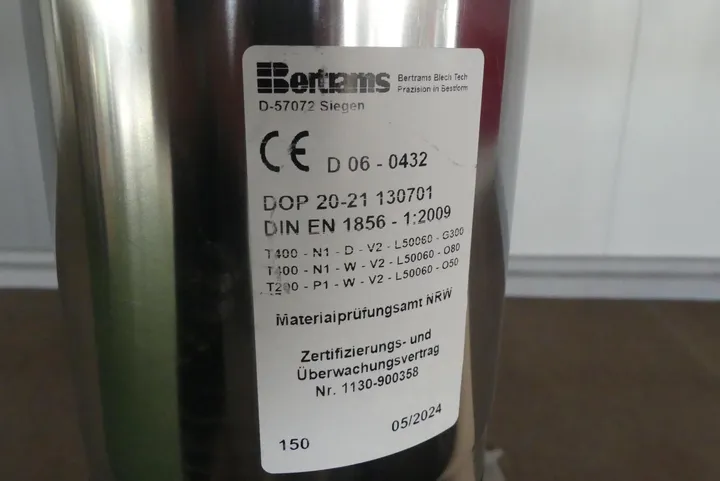 Bertrams
Bertrams Blech Tech
Präzision in Bestform
D-57072 Siegen
CE D 06 - 0432
DOP 20-21 130701
DIN EN 1856 - 1:2009
T400 - N1 - D - V2 - L50060 - G300
T400 - N1 - W - V2 - L50060 - O80
T200 - P1 - W - V2 - L50060 - O50
Materialprüfungsamt NRW
Zertifizierungs- und
Überwachungsvertrag
Nr. 1130-900358
150
05/2024